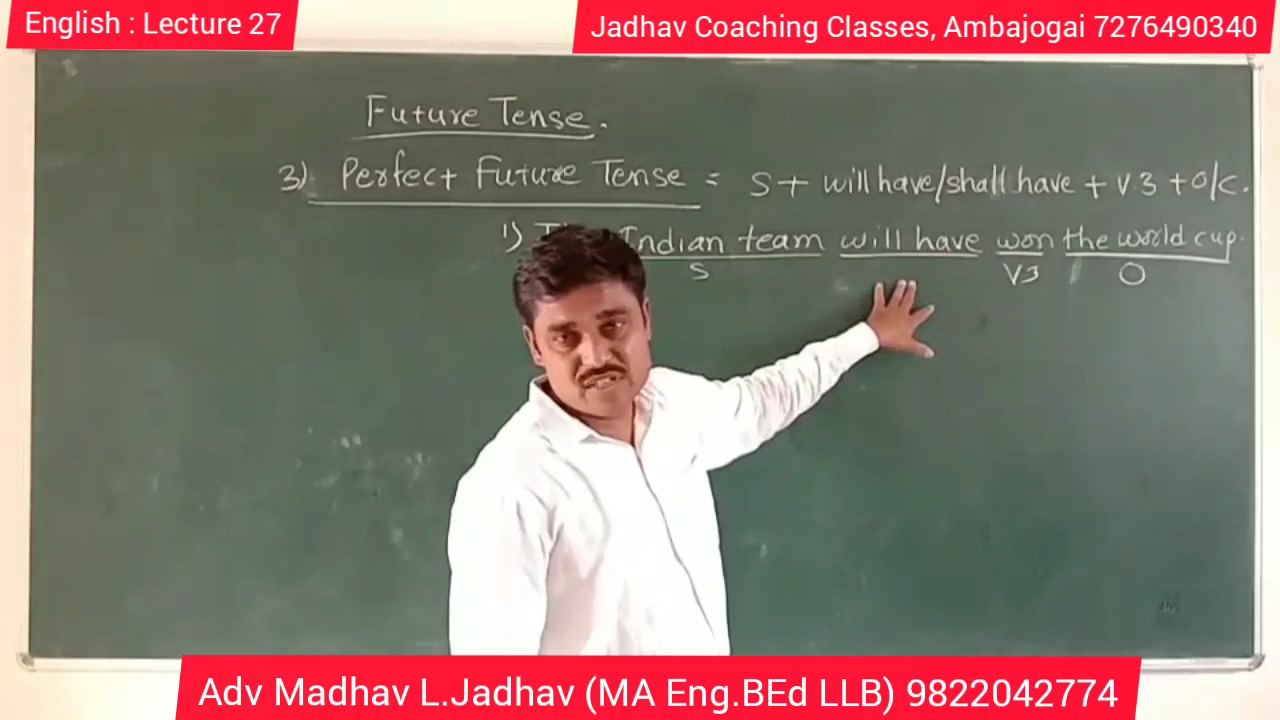 English : Lecture 27
Jadhav Coaching Classes, Ambajogai 7276490340
Future Tense.
3) Perfect Future Tense = S + will have/shall have + V3 + O/C.
1) Indian team will have won the world cup.
S V3 O
Adv Madhav L.Jadhav (MA Eng.BEd LLB) 9822042774